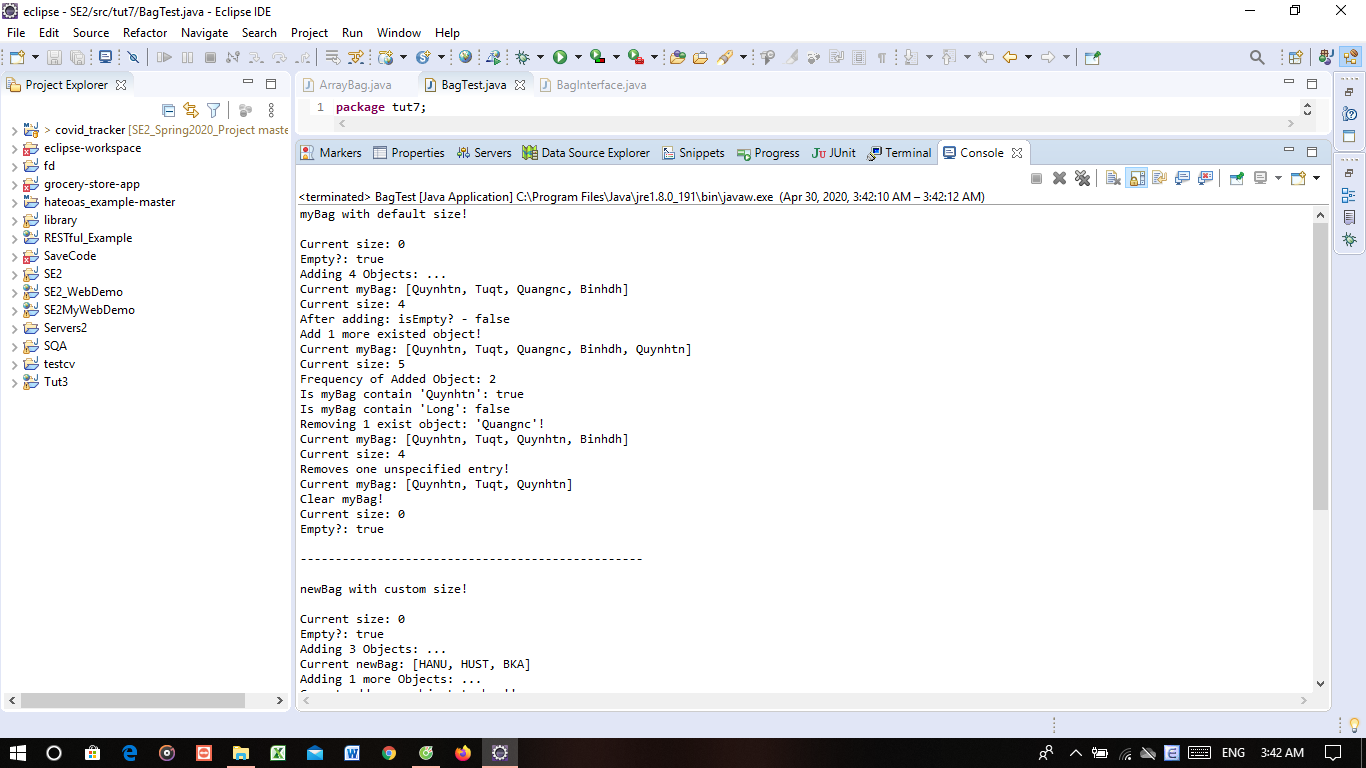 eclipse - SE2/src/tut7/BagTest.java - Eclipse IDE
File Edit Source Refactor Navigate Search Project Run Window Help
Project Explorer
ArrayBag.java BagTest.java BagInterface.java
1 package tut7;
> covid_tracker [SE2_Spring2020_Project maste
eclipse-workspace
fd
grocery-store-app
hateoas_example-master
library
RESTful_Example
SaveCode
SE2
SE2_WebDemo
SE2MyWebDemo
Servers2
SQA
testcv
Tut3
Markers Properties Servers Data Source Explorer Snippets Progress JUnit Terminal Console
<terminated> BagTest [Java Application] C:\Program Files\Java\jre1.8.0_191\bin\javaw.exe (Apr 30, 2020, 3:42:10 AM – 3:42:12 AM)
myBag with default size!
Current size: 0
Empty?: true
Adding 4 Objects: ...
Current myBag: [Quynhtn, Tuqt, Quangnc, Binhdh]
Current size: 4
After adding: isEmpty? - false
Add 1 more existed object!
Current myBag: [Quynhtn, Tuqt, Quangnc, Binhdh, Quynhtn]
Current size: 5
Frequency of Added Object: 2
Is myBag contain 'Quynhtn': true
Is myBag contain 'Long': false
Removing 1 exist object: 'Quangnc'!
Current myBag: [Quynhtn, Tuqt, Quynhtn, Binhdh]
Current size: 4
Removes one unspecified entry!
Current myBag: [Quynhtn, Tuqt, Quynhtn]
Clear myBag!
Current size: 0
Empty?: true
-------------------------------------------------
newBag with custom size!
Current size: 0
Empty?: true
Adding 3 Objects: ...
Current newBag: [HANU, HUST, BKA]
Adding 1 more Objects: ...
ENG 3:42 AM